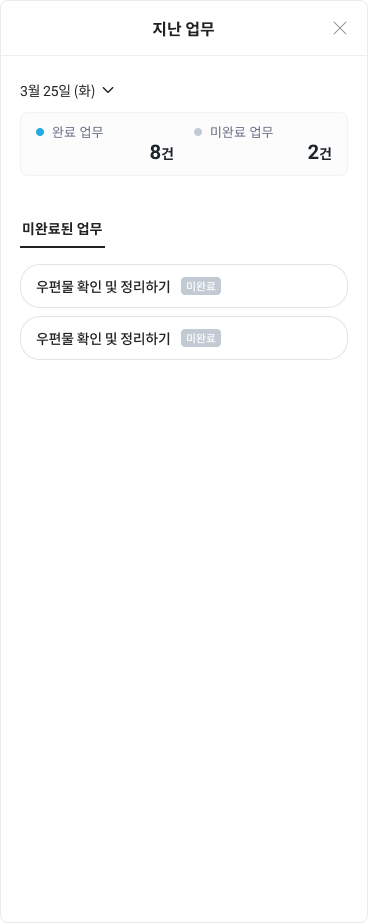 지난 업무
3월 25일 (화)
완료 업무 미완료 업무
8건 2건
미완료된 업무
우편물 확인 및 정리하기 미완료
우편물 확인 및 정리하기 미완료